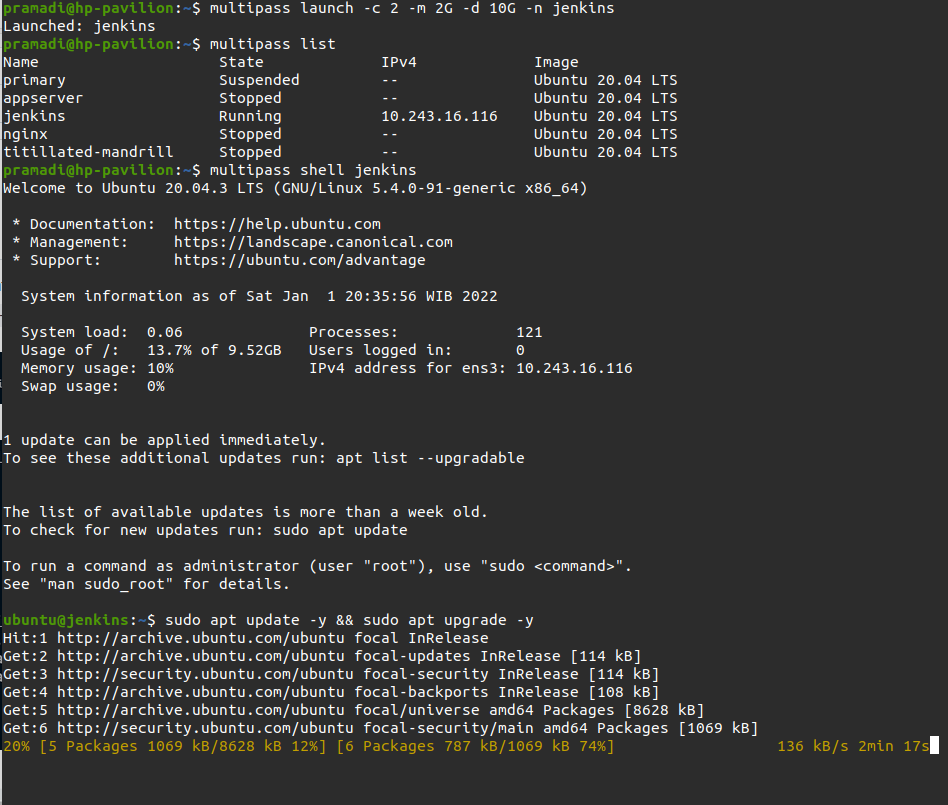 pramadi@hp-pavilion:~$ multipass launch -c 2 -m 2G -d 10G -n jenkins
Launched: jenkins
pramadi@hp-pavilion:~$ multipass list
Name                    State             IPv4             Image
primary                 Suspended         --               Ubuntu 20.04 LTS
appserver               Stopped           --               Ubuntu 20.04 LTS
jenkins                 Running           10.243.16.116    Ubuntu 20.04 LTS
nginx                   Stopped           --               Ubuntu 20.04 LTS
titillated-mandrill     Stopped           --               Ubuntu 20.04 LTS
pramadi@hp-pavilion:~$ multipass shell jenkins
Welcome to Ubuntu 20.04.3 LTS (GNU/Linux 5.4.0-91-generic x86_64)
 * Documentation:  https://help.ubuntu.com
 * Management:     https://landscape.canonical.com
 * Support:        https://ubuntu.com/advantage
  System information as of Sat Jan  1 20:35:56 WIB 2022
  System load:  0.06              Processes:             121
  Usage of /:   13.7% of 9.52GB   Users logged in:       0
  Memory usage: 10%               IPv4 address for ens3: 10.243.16.116
  Swap usage:   0%
1 update can be applied immediately.
To see these additional updates run: apt list --upgradable
The list of available updates is more than a week old.
To check for new updates run: sudo apt update
To run a command as administrator (user "root"), use "sudo <command>".
See "man sudo_root" for details.
ubuntu@jenkins:~$ sudo apt update -y && sudo apt upgrade -y
Hit:1 http://archive.ubuntu.com/ubuntu focal InRelease
Get:2 http://archive.ubuntu.com/ubuntu focal-updates InRelease [114 kB]
Get:3 http://security.ubuntu.com/ubuntu focal-security InRelease [114 kB]
Get:4 http://archive.ubuntu.com/ubuntu focal-backports InRelease [108 kB]
Get:5 http://archive.ubuntu.com/ubuntu focal/universe amd64 Packages [8628 kB]
Get:6 http://security.ubuntu.com/ubuntu focal-security/main amd64 Packages [1069 kB]
20% [5 Packages 1069 kB/8628 kB 12%] [6 Packages 787 kB/1069 kB 74%]                  136 kB/s 2min 17s